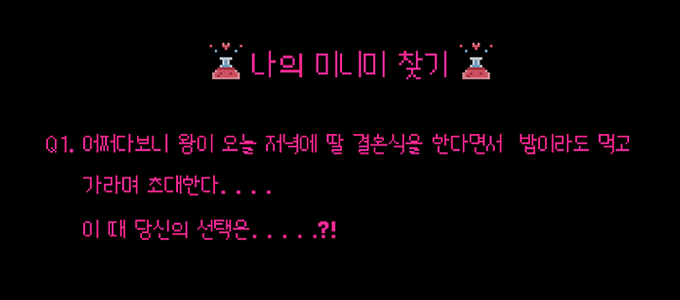 나의 미니미 찾기
Q1. 어쩌다보니 왕이 오늘 저녁에 딸 결혼식을 한다면서 밥이라도 먹고
가라며 초대한다....
이 때 당신의 선택은.....?!